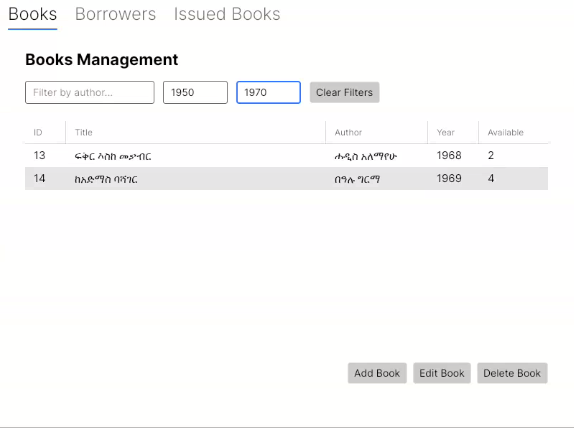 Books Borrowers Issued Books
Books Management
Filter by author... 1950 1970 Clear Filters
ID Title Author Year Available
13 ፍቅር እስከ መቃብር ሐዲስ አለማየሁ 1968 2
14 ከአድማስ ባሻገር በዓሉ ግርማ 1969 4
Add Book Edit Book Delete Book